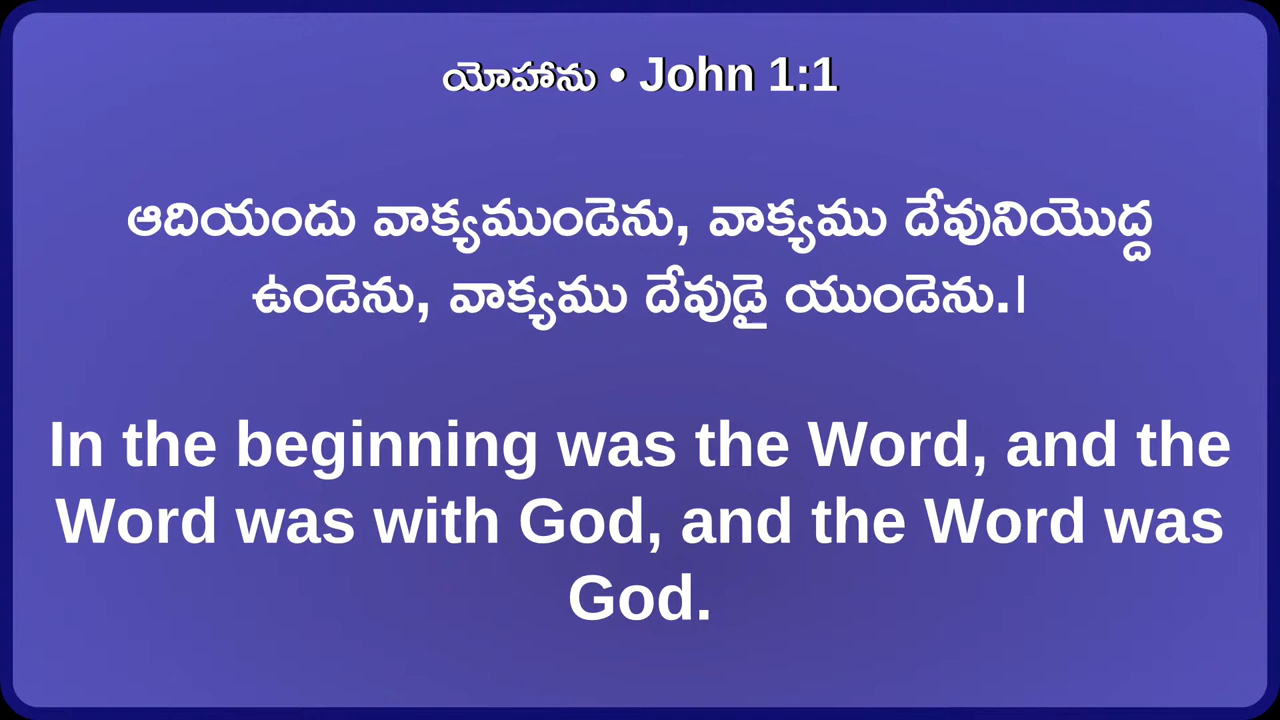 యోహాను • John 1:1
ఆదియందు వాక్యముండెను, వాక్యము దేవునియొద్ద
ఉండెను, వాక్యము దేవుడై యుండెను.।
In the beginning was the Word, and the
Word was with God, and the Word was
God.